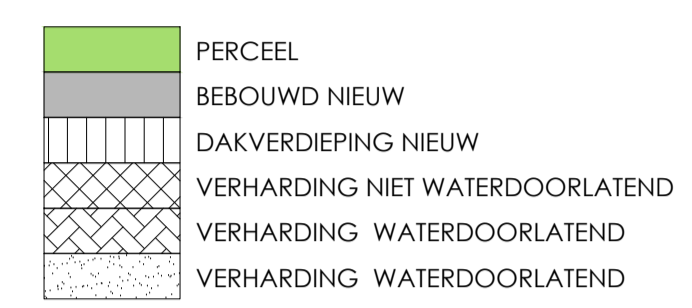 PERCEEL
BEBOUWD NIEUW
DAKVERDIEPING NIEUW
VERHARDING NIET WATERDOORLATEND
VERHARDING WATERDOORLATEND
VERHARDING WATERDOORLATEND